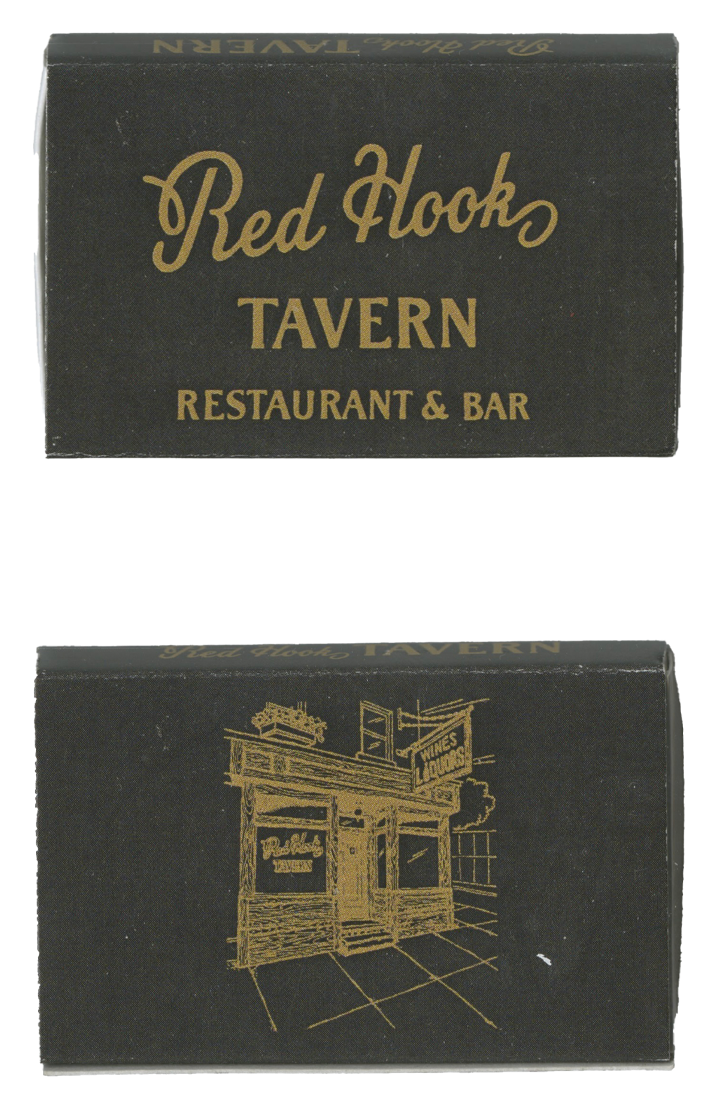 Red Hook TAVERN
Red Hook
TAVERN
RESTAURANT & BAR
Red Hook TAVERN
WINES
LIQUORS
Red Hook
TAVERN